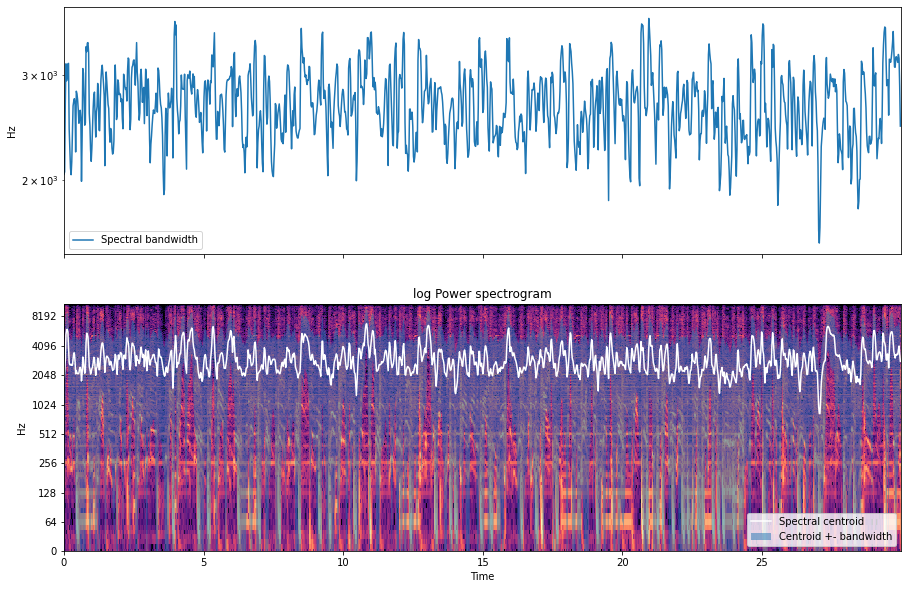 3 × 10³
Hz
2 × 10³
Spectral bandwidth
log Power spectrogram
8192
4096
2048
1024
Hz
512
256
128
64
0
Spectral centroid
Centroid +- bandwidth
0
5
10
15
20
25
Time